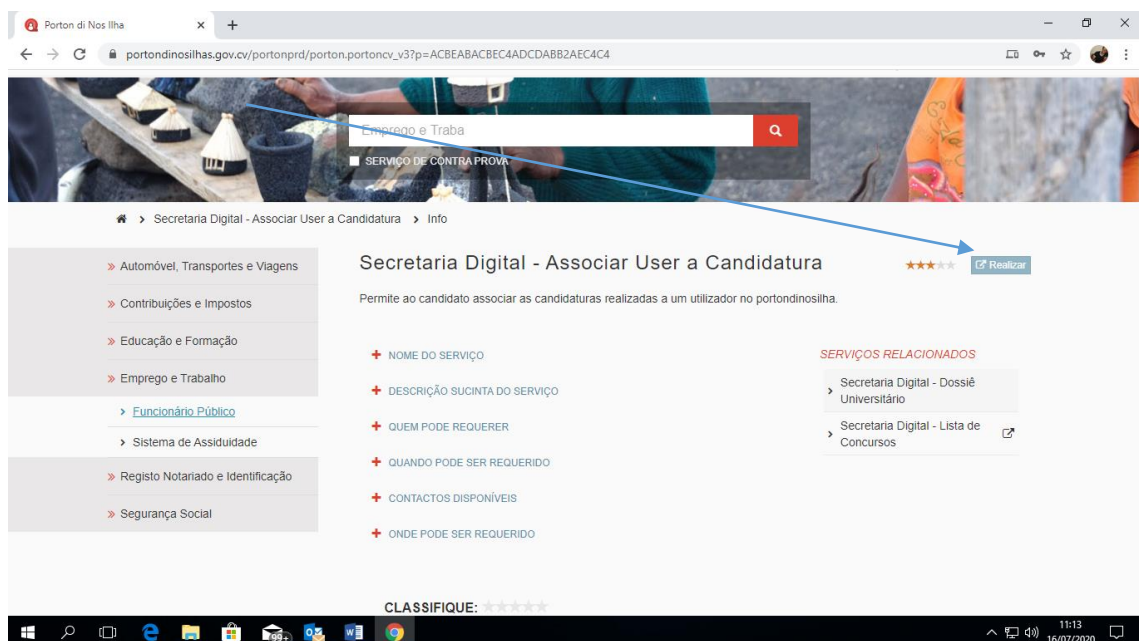 Porton di Nos Ilha
portondinosilhas.gov.cv/portonprd/porton.portoncv_v3?p=ACBEABACBEC4ADCDABB2AEC4C4
Emprego e Traba
SERVIÇO DE CONTRA PROVA
Secretaria Digital - Associar User a Candidatura > Info
Automóvel, Transportes e Viagens
Contribuições e Impostos
Educação e Formação
Emprego e Trabalho
Funcionário Público
Sistema de Assiduidade
Registo Notariado e Identificação
Segurança Social
Secretaria Digital - Associar User a Candidatura
Realizar
Permite ao candidato associar as candidaturas realizadas a um utilizador no portondinosilha.
NOME DO SERVIÇO
DESCRIÇÃO SUCINTA DO SERVIÇO
QUEM PODE REQUERER
QUANDO PODE SER REQUERIDO
CONTACTOS DISPONÍVEIS
ONDE PODE SER REQUERIDO
SERVIÇOS RELACIONADOS
Secretaria Digital - Dossiê
Universitário
Secretaria Digital - Lista de
Concursos
CLASSIFIQUE:
99+
11:13
16/07/2020